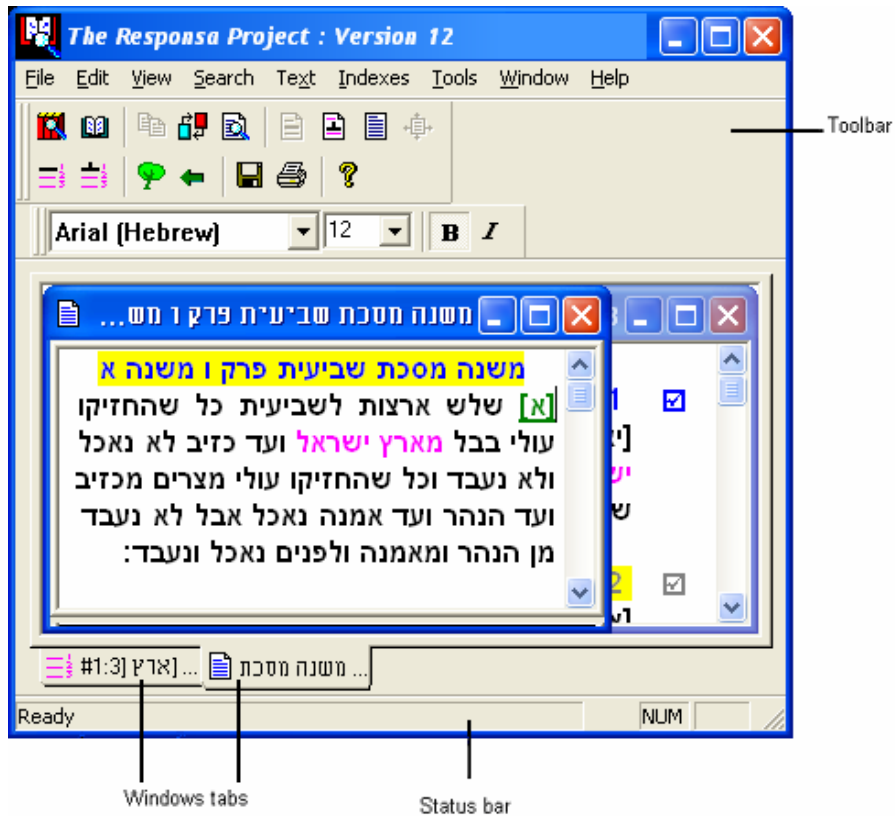 The Responsa Project : Version 12
File Edit View Search Text Indexes Tools Window Help
Toolbar
Arial (Hebrew) 12 B I
משנה מסכת שביעית פרק ו מש...
משנה מסכת שביעית פרק ו משנה א
[א] שלש ארצות לשביעית כל שהחזיקו
עולי בבל מארץ ישראל ועד כזיב לא נאכל
ולא נעבד וכל שהחזיקו עולי מצרים מכזיב
ועד הנהר ועד אמנה נאכל אבל לא נעבד
מן הנהר ומאמנה ולפנים נאכל ונעבד:
1
2
#1:3 [ארץ]...
משנה מסכת ...
Ready NUM
Windows tabs
Status bar